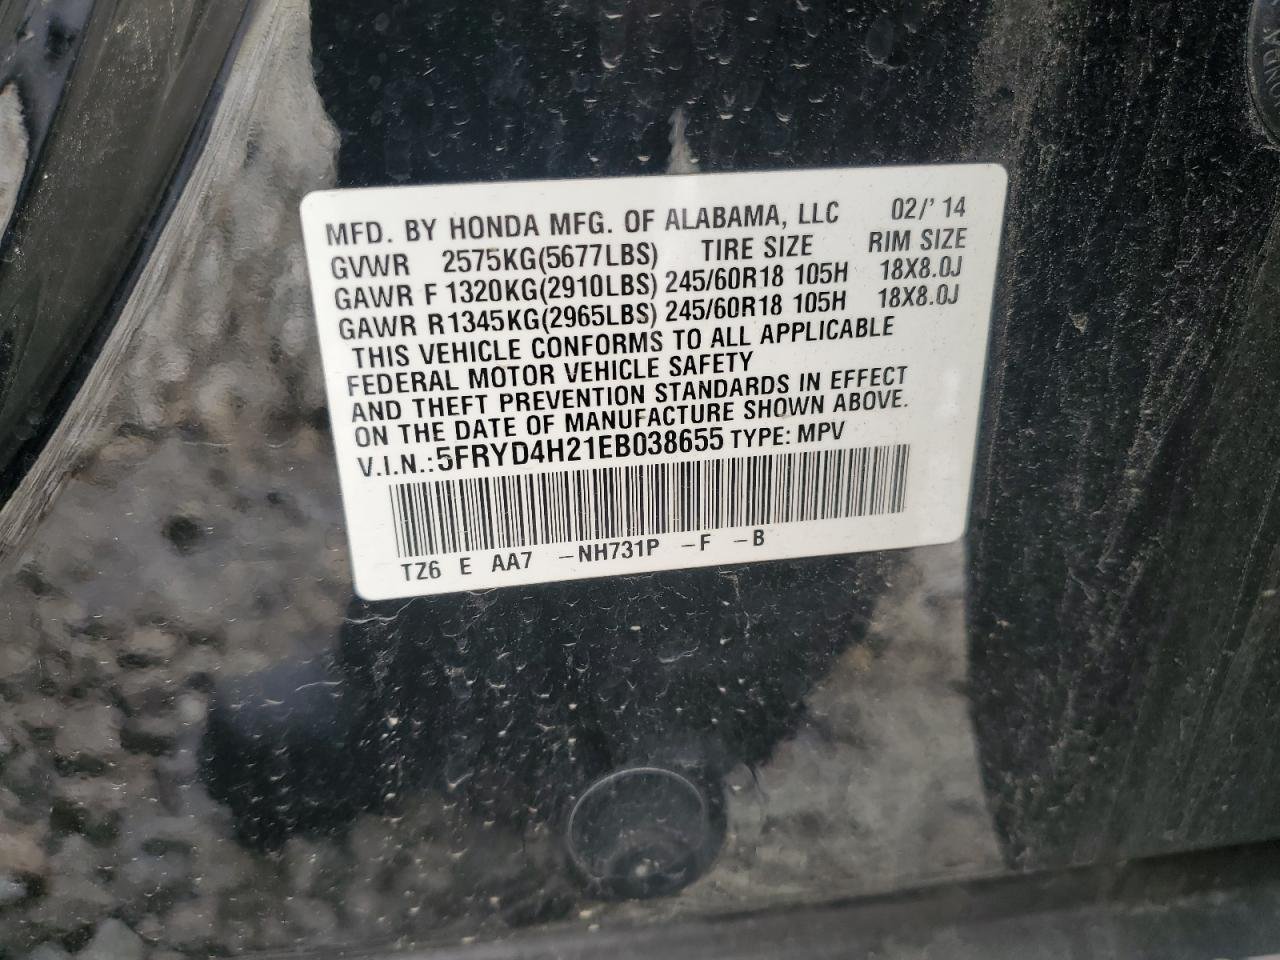 MFD. BY HONDA MFG. OF ALABAMA, LLC 02/'14
GVWR 2575KG(5677LBS) TIRE SIZE RIM SIZE
GAWR F 1320KG(2910LBS) 245/60R18 105H 18X8.0J
GAWR R1345KG(2965LBS) 245/60R18 105H 18X8.0J
THIS VEHICLE CONFORMS TO ALL APPLICABLE
FEDERAL MOTOR VEHICLE SAFETY
AND THEFT PREVENTION STANDARDS IN EFFECT
ON THE DATE OF MANUFACTURE SHOWN ABOVE.
V.I.N.:5FRYD4H21EB038655 TYPE: MPV
TZ6 E AA7 -NH731P -F -B